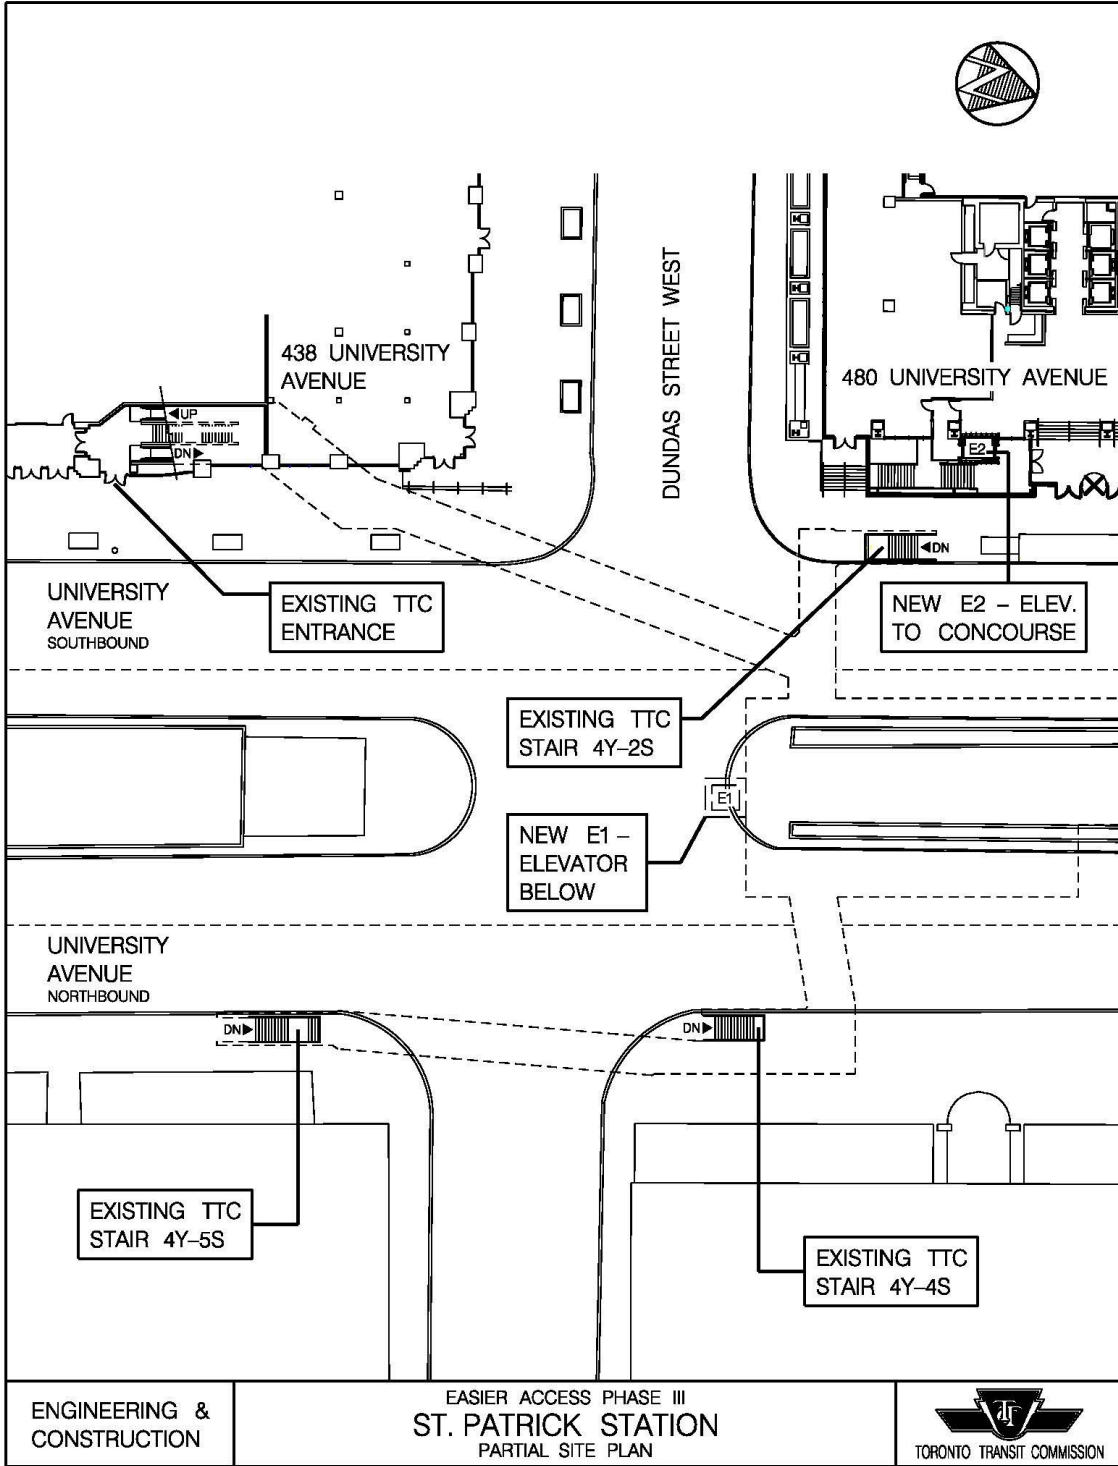 DUNDAS STREET WEST
438 UNIVERSITY
AVENUE
480 UNIVERSITY AVENUE
UP
DN
E2
DN
UNIVERSITY
AVENUE
SOUTHBOUND
EXISTING TTC
ENTRANCE
NEW E2 - ELEV.
TO CONCOURSE
EXISTING TTC
STAIR 4Y-2S
E1
NEW E1 -
ELEVATOR
BELOW
UNIVERSITY
AVENUE
NORTHBOUND
DN
DN
EXISTING TTC
STAIR 4Y-5S
EXISTING TTC
STAIR 4Y-4S
ENGINEERING &
CONSTRUCTION
EASIER ACCESS PHASE III
ST. PATRICK STATION
PARTIAL SITE PLAN
TORONTO TRANSIT COMMISSION